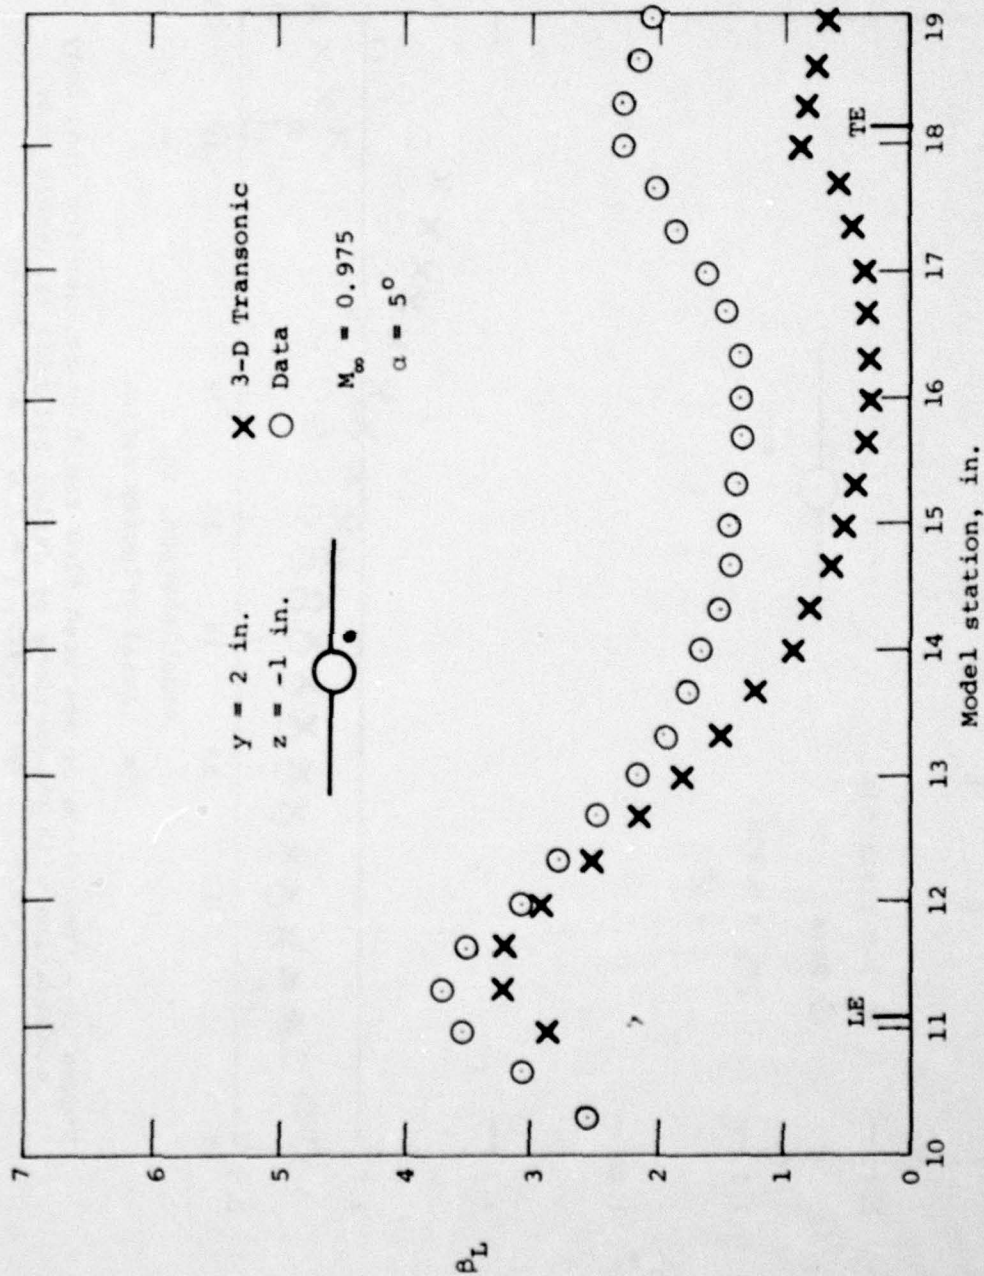 y = 2 in.
z = -1 in.
3-D Transonic
Data
M∞ = 0.975
α = 5°
βL
7
6
5
4
3
2
1
0
LE
TE
10
11
12
13
14
15
16
17
18
19
Model station, in.